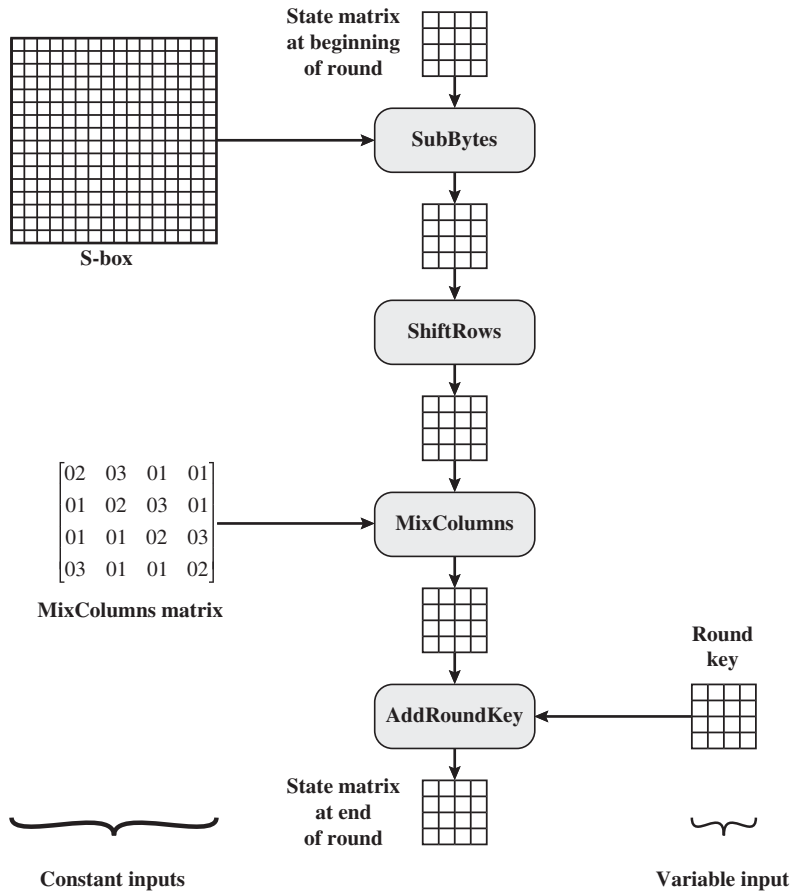 State matrix
at beginning
of round
SubBytes
S-box
ShiftRows
02 03 01 01
01 02 03 01
01 01 02 03
03 01 01 02
MixColumns
MixColumns matrix
Round
key
AddRoundKey
State matrix
at end
of round
Constant inputs
Variable input